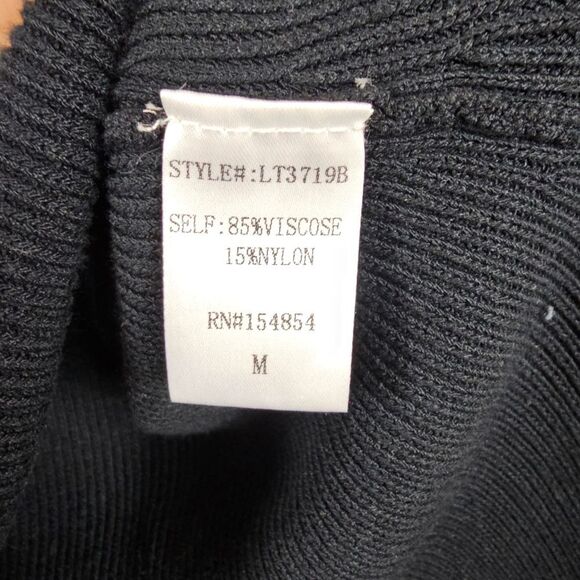 STYLE#:LT3719B
SELF:85%VISCOSE
15%NYLON
RN#154854
M